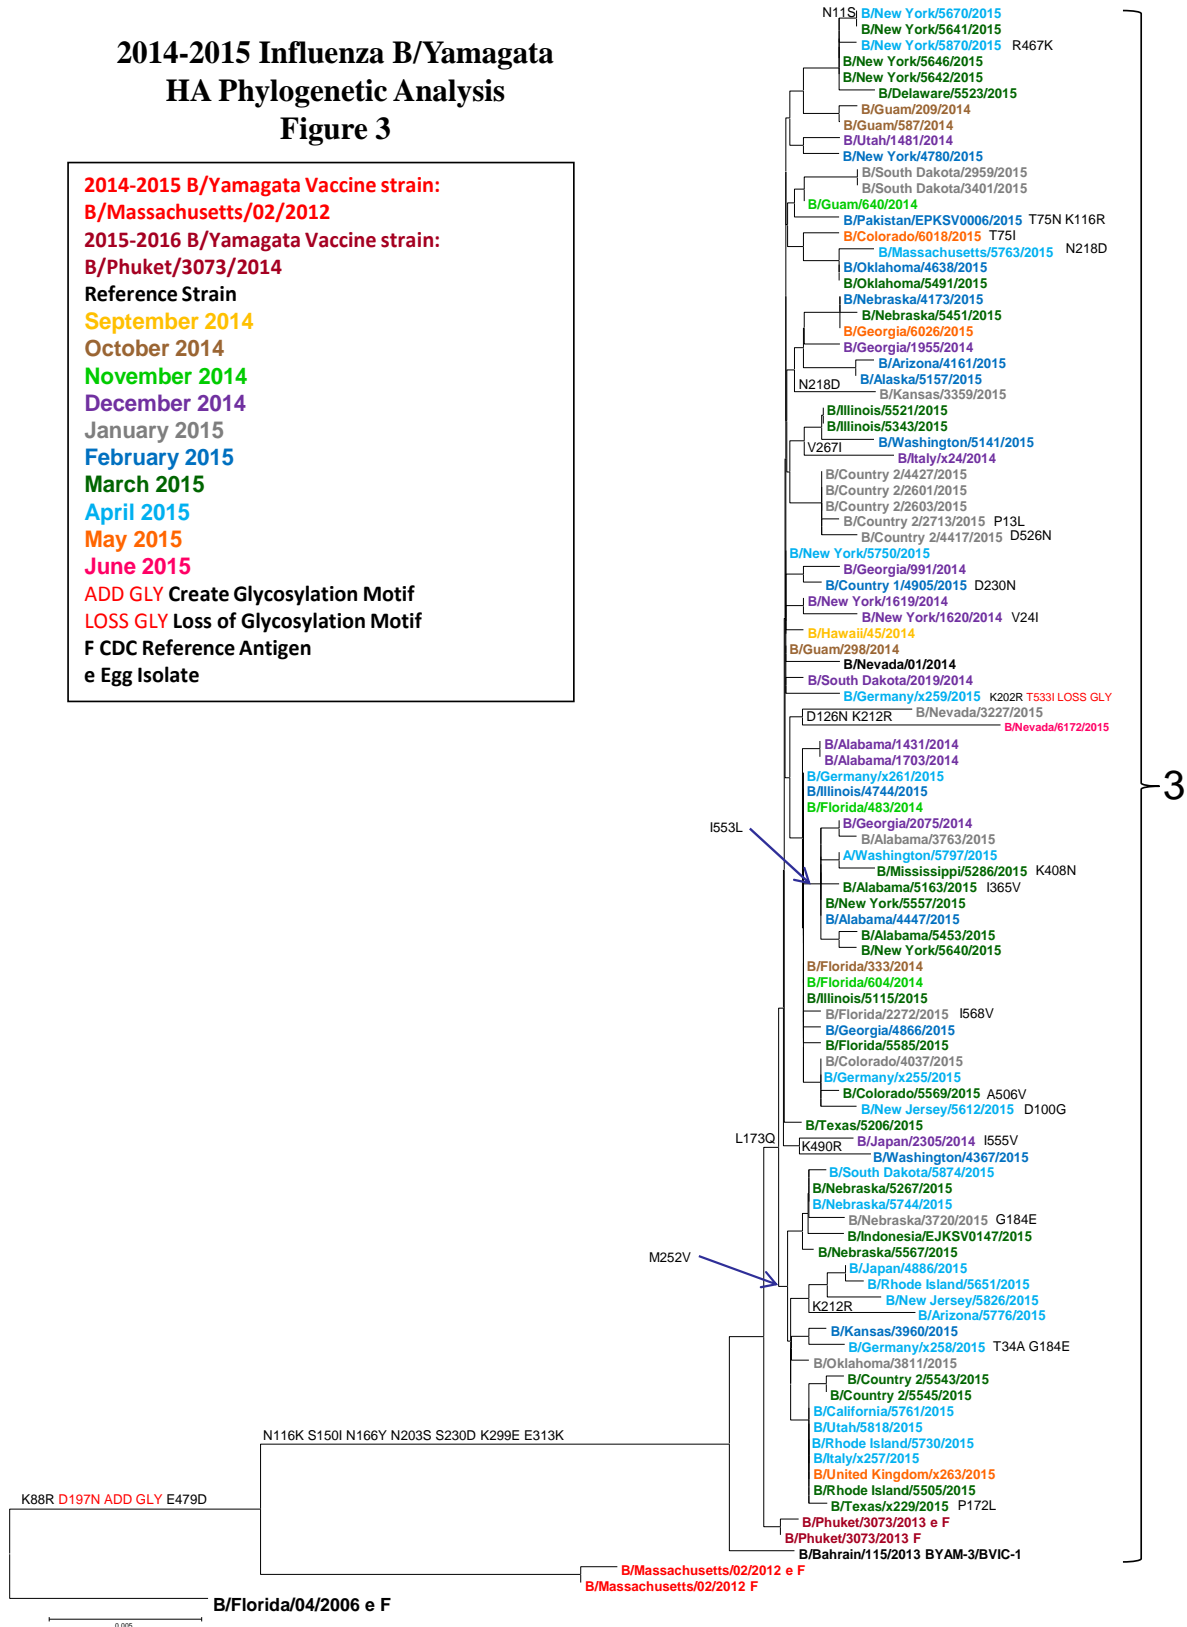 2014-2015 Influenza B/Yamagata
HA Phylogenetic Analysis
Figure 3
2014-2015 B/Yamagata Vaccine strain:
B/Massachusetts/02/2012
2015-2016 B/Yamagata Vaccine strain:
B/Phuket/3073/2014
Reference Strain
September 2014
October 2014
November 2014
December 2014
January 2015
February 2015
March 2015
April 2015
May 2015
June 2015
ADD GLY Create Glycosylation Motif
LOSS GLY Loss of Glycosylation Motif
F CDC Reference Antigen
e Egg Isolate
N11S B/New York/5670/2015
B/New York/5641/2015
B/New York/5870/2015 R467K
B/New York/5646/2015
B/New York/5642/2015
B/Delaware/5523/2015
B/Guam/209/2014
B/Guam/587/2014
B/Utah/1481/2014
B/New York/4780/2015
B/South Dakota/2959/2015
B/South Dakota/3401/2015
B/Guam/640/2014
B/Pakistan/EPKSV0006/2015 T75N K116R
B/Colorado/6018/2015 T75I
B/Massachusetts/5763/2015 N218D
B/Oklahoma/4638/2015
B/Oklahoma/5491/2015
B/Nebraska/4173/2015
B/Nebraska/5451/2015
B/Georgia/6026/2015
B/Georgia/1955/2014
B/Arizona/4161/2015
B/Alaska/5157/2015
N218D
B/Kansas/3359/2015
B/Illinois/5521/2015
B/Illinois/5343/2015
B/Washington/5141/2015
V267I
B/Italy/x24/2014
B/Country 2/4427/2015
B/Country 2/2601/2015
B/Country 2/2603/2015
B/Country 2/2713/2015 P13L
B/Country 2/4417/2015 D526N
B/New York/5750/2015
B/Georgia/991/2014
B/Country 1/4905/2015 D230N
B/New York/1619/2014
B/New York/1620/2014 V24I
B/Hawaii/45/2014
B/Guam/298/2014
B/Nevada/01/2014
B/South Dakota/2019/2014
B/Germany/x259/2015 K202R T533I LOSS GLY
D126N K212R B/Nevada/3227/2015
B/Nevada/6172/2015
B/Alabama/1431/2014
B/Alabama/1703/2014
B/Germany/x261/2015
3
B/Illinois/4744/2015
B/Florida/483/2014
I553L
B/Georgia/2075/2014
B/Alabama/3763/2015
A/Washington/5797/2015
B/Mississippi/5286/2015 K408N
B/Alabama/5163/2015 I365V
B/New York/5557/2015
B/Alabama/4447/2015
B/Alabama/5453/2015
B/New York/5640/2015
B/Florida/333/2014
B/Florida/604/2014
B/Illinois/5115/2015
B/Florida/2272/2015 I568V
B/Georgia/4866/2015
B/Florida/5585/2015
B/Colorado/4037/2015
B/Germany/x255/2015
B/Colorado/5569/2015 A506V
B/New Jersey/5612/2015 D100G
B/Texas/5206/2015
L173Q
B/Japan/2305/2014 I555V
K490R
B/Washington/4367/2015
B/South Dakota/5874/2015
B/Nebraska/5267/2015
B/Nebraska/5744/2015
B/Nebraska/3720/2015 G184E
B/Indonesia/EJKSV0147/2015
B/Nebraska/5567/2015
M252V
B/Japan/4886/2015
B/Rhode Island/5651/2015
B/New Jersey/5826/2015
K212R
B/Arizona/5776/2015
B/Kansas/3960/2015
B/Germany/x258/2015 T34A G184E
B/Oklahoma/3811/2015
B/Country 2/5543/2015
B/Country 2/5545/2015
B/California/5761/2015
B/Utah/5818/2015
N116K S150I N166Y N203S S230D K299E E313K
B/Rhode Island/5730/2015
B/Italy/x257/2015
B/United Kingdom/x263/2015
B/Rhode Island/5505/2015
K88R D197N ADD GLY E479D
B/Texas/x229/2015 P172L
B/Phuket/3073/2013 e F
B/Phuket/3073/2013 F
B/Bahrain/115/2013 BYAM-3/BVIC-1
B/Massachusetts/02/2012 e F
B/Massachusetts/02/2012 F
B/Florida/04/2006 e F
0.005